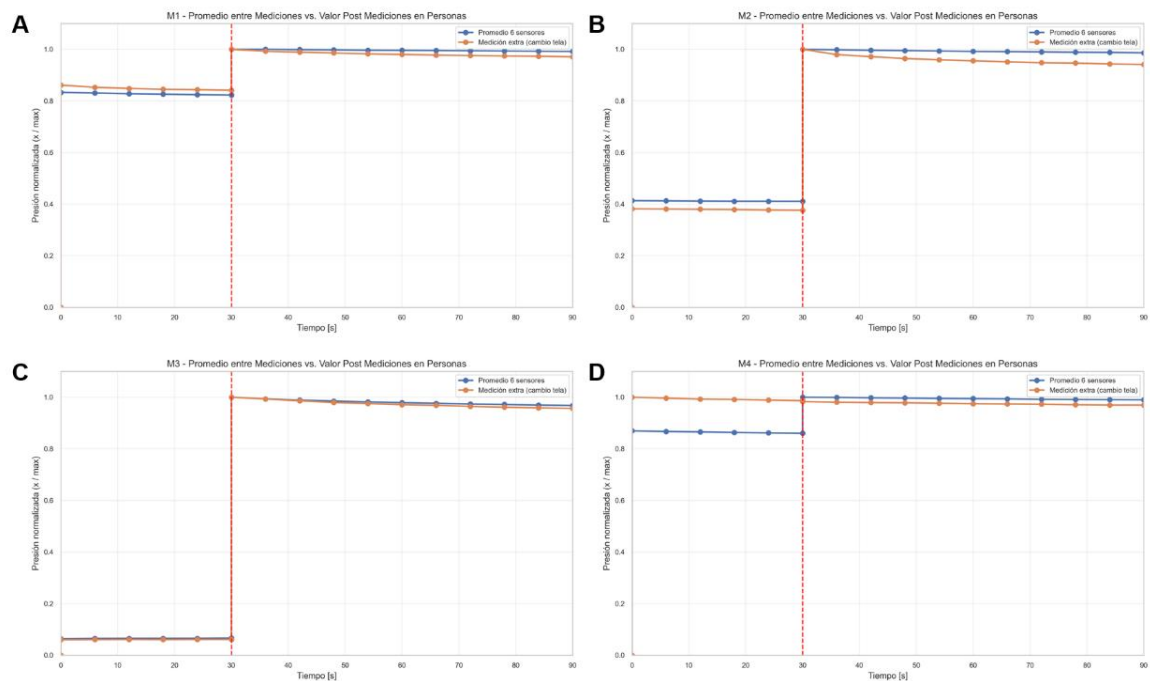 A
M1 - Promedio entre Mediciones vs. Valor Post Mediciones en Personas
Promedio 6 sensores
Medición extra (cambio tela)
Presión normalizada (x / max)
1.0
0.8
0.6
0.4
0.2
0.0
0 10 20 30 40 50 60 70 80 90
Tiempo [s]
B
M2 - Promedio entre Mediciones vs. Valor Post Mediciones en Personas
Promedio 6 sensores
Medición extra (cambio tela)
Presión normalizada (x / max)
1.0
0.8
0.6
0.4
0.2
0.0
0 10 20 30 40 50 60 70 80 90
Tiempo [s]
C
M3 - Promedio entre Mediciones vs. Valor Post Mediciones en Personas
Promedio 6 sensores
Medición extra (cambio tela)
Presión normalizada (x / max)
1.0
0.8
0.6
0.4
0.2
0.0
0 10 20 30 40 50 60 70 80 90
Tiempo [s]
D
M4 - Promedio entre Mediciones vs. Valor Post Mediciones en Personas
Promedio 6 sensores
Medición extra (cambio tela)
Presión normalizada (x / max)
1.0
0.8
0.6
0.4
0.2
0.0
0 10 20 30 40 50 60 70 80 90
Tiempo [s]